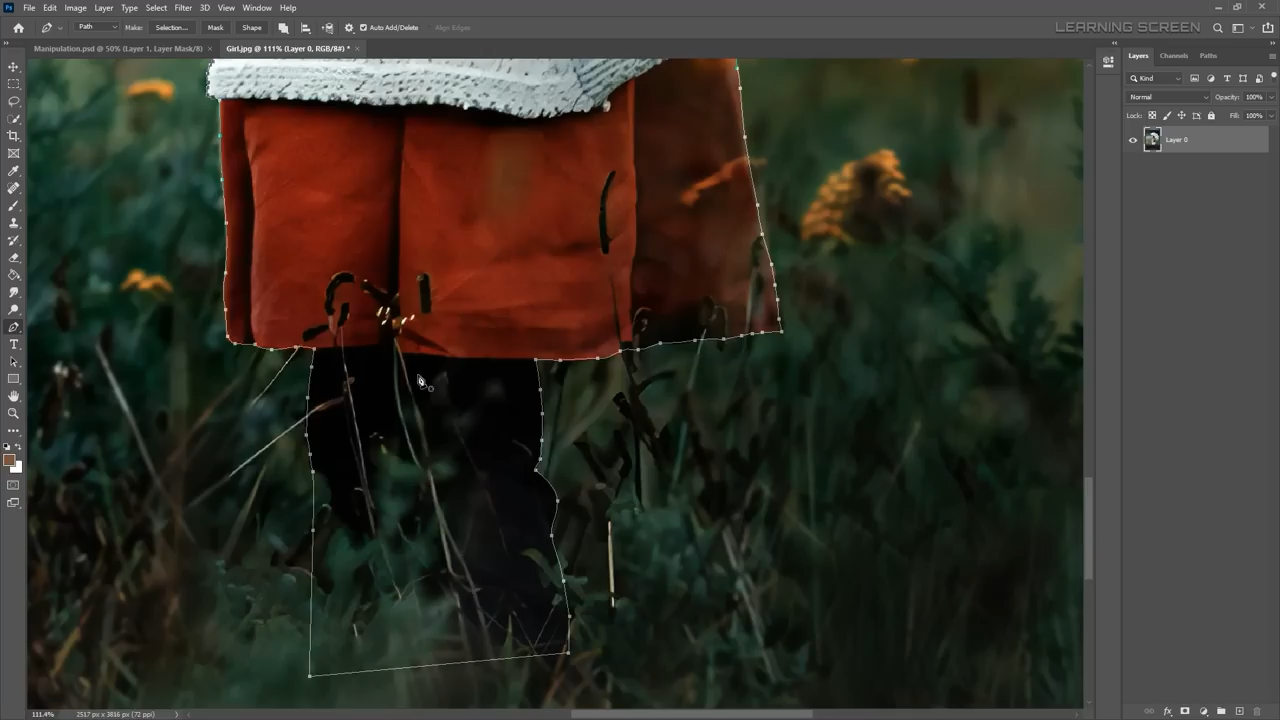 File Edit Image Layer Type Select Filter 3D View Window Help
Path Make: Selection... Mask Shape Auto Add/Delete Align Edges
LEARNING SCREEN
Manipulation.psd @ 50% (Layer 1, Layer Mask/8) × Girl.jpg @ 111% (Layer 0, RGB/8#) * ×
Layers Channels Paths
Kind
Normal Opacity: 100%
Lock: Fill: 100%
Layer 0
111.4% 2517 px x 3816 px (72 ppi)